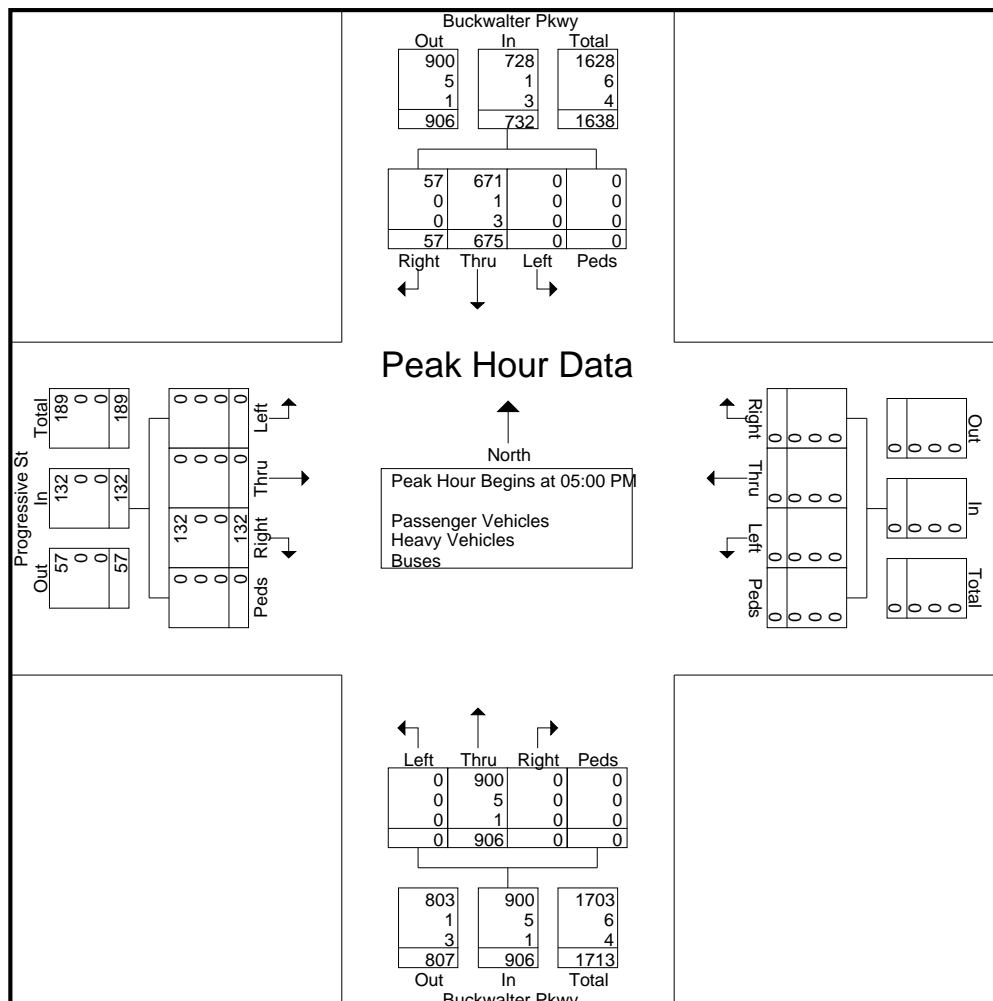 Buckwalter Pkwy
Out In Total
900 728 1628
5 1 6
1 3 4
906 732 1638
57 671 0 0
0 1 0 0
0 3 0 0
57 675 0 0
Right Thru Left Peds
Peak Hour Data
North
Peak Hour Begins at 05:00 PM
Passenger Vehicles
Heavy Vehicles
Buses
Progressive St
Out In Total
57 132 189
0 0 0
0 0 0
57 132 189
0 132 0 0
0 0 0 0
0 0 0 0
0 132 0 0
Peds Right Thru Left
Right Thru Left Peds
0 0 0 0
0 0 0 0
0 0 0 0
0 0 0 0
Out In Total
0 0 0
0 0 0
0 0 0
0 0 0
Left Thru Right Peds
0 900 0 0
0 5 0 0
0 1 0 0
0 906 0 0
803 900 1703
1 5 6
3 1 4
807 906 1713
Out In Total
Buckwalter Pkwy